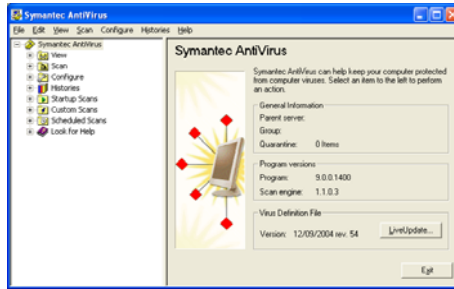 Symantec AntiVirus
File Edit View Scan Configure Histories Help
Symantec AntiVirus
View
Scan
Configure
Histories
Startup Scans
Custom Scans
Scheduled Scans
Look for Help
Symantec AntiVirus
Symantec AntiVirus can help keep your computer protected
from computer viruses. Select an item to the left to perform
an action.
General Information
Parent server:
Group:
Quarantine: 0 Items
Program versions
Program: 9.0.0.1400
Scan engine: 1.1.0.3
Virus Definition File
Version: 12/09/2004 rev. 54
LiveUpdate...
Exit